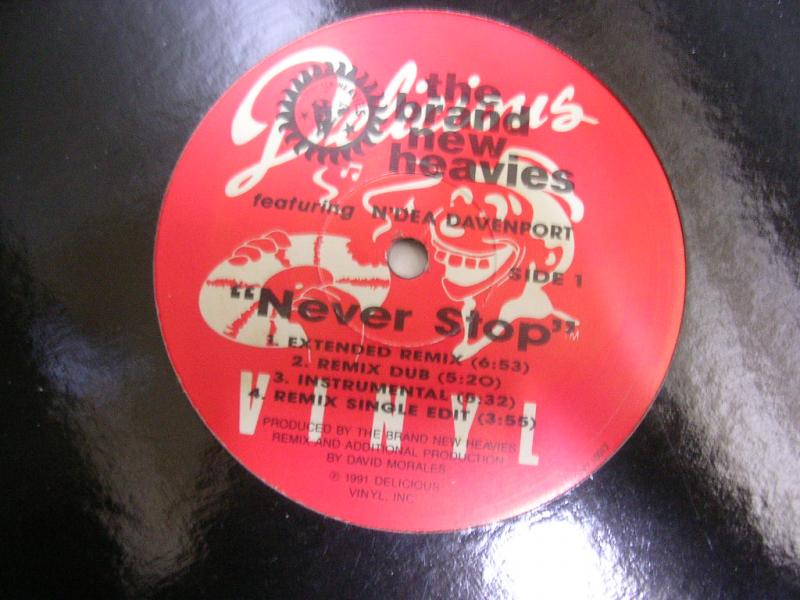 Delicious
the
brand
new
heavies
featuring N'DEA DAVENPORT
SIDE 1
"Never Stop"
1. EXTENDED REMIX (6:53)
2. REMIX DUB (5:20)
3. INSTRUMENTAL (5:32)
4. REMIX SINGLE EDIT (3:55)
VINYL
PRODUCED BY THE BRAND NEW HEAVIES
REMIX AND ADDITIONAL PRODUCTION
BY DAVID MORALES
℗ 1991 DELICIOUS
VINYL, INC.